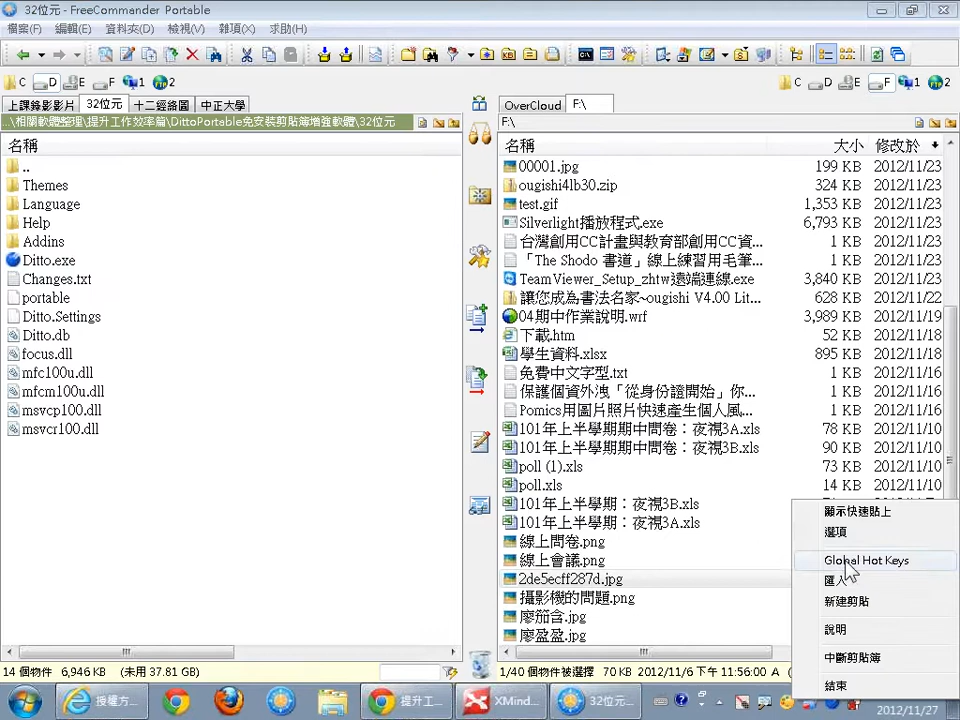 32位元 - FreeCommander Portable
檔案(F) 編輯(E) 資料夾(D) 檢視(V) 雜項(X) 求助(H)
C D E F 1 2
C D E F 1 2
上課錄影影片 32位元 十二經絡圖 中正大學
OverCloud F:\
...\相關軟體整理\提升工作效率篇\DittoPortable免安裝剪貼簿增強軟體\32位元
F:\
名稱
..
Themes
Language
Help
Addins
Ditto.exe
Changes.txt
portable
Ditto.Settings
Ditto.db
focus.dll
mfc100u.dll
mfcm100u.dll
msvcp100.dll
msvcr100.dll
名稱 大小 修改於
00001.jpg 199 KB 2012/11/23
ougishi4lb30.zip 324 KB 2012/11/23
test.gif 1,353 KB 2012/11/23
Silverlight播放程式.exe 6,793 KB 2012/11/23
台灣創用CC計畫與教育部創用CC資... 1 KB 2012/11/23
「The Shodo 書道」線上練習用毛筆... 1 KB 2012/11/23
TeamViewer_Setup_zhtw遠端連線.exe 3,840 KB 2012/11/23
讓您成為書法名家~ougishi V4.00 Lit... 628 KB 2012/11/22
04期中作業說明.wrf 3,989 KB 2012/11/19
下載.htm 52 KB 2012/11/18
學生資料.xlsx 895 KB 2012/11/18
免費中文字型.txt 1 KB 2012/11/16
保護個資外洩「從身份證開始」你... 1 KB 2012/11/16
Pomics用圖片照片快速產生個人風... 1 KB 2012/11/16
101年上半學期期中問卷：夜視3A.xls 78 KB 2012/11/10
101年上半學期期中問卷：夜視3B.xls 90 KB 2012/11/10
poll (1).xls 73 KB 2012/11/10
poll.xls 14 KB 2012/11/10
101年上半學期：夜視3B.xls
101年上半學期：夜視3A.xls
線上問卷.png
線上會議.png
2de5ecff287d.jpg
攝影機的問題.png
廖笳含.jpg
廖盈盈.jpg
顯示快速貼上
選項
Global Hot Keys
匯入
新建剪貼
說明
中斷剪貼簿
結束
14 個物件 6,946 KB (未用 37.81 GB)
1/40 個物件被選擇 70 KB 2012/11/6 下午 11:56:00 A
授權方...
提升工...
XMind...
32位元...
2012/11/27